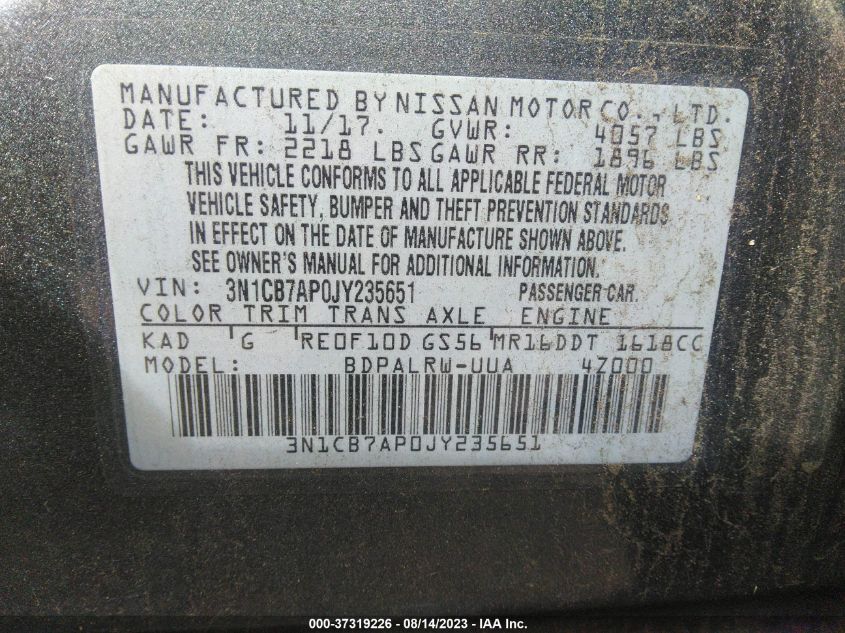 MANUFACTURED BY NISSAN MOTOR CO., LTD.
DATE: 11/17. GVWR: 4057 LBS
GAWR FR: 2218 LBS GAWR RR: 1896 LBS
THIS VEHICLE CONFORMS TO ALL APPLICABLE FEDERAL MOTOR
VEHICLE SAFETY, BUMPER AND THEFT PREVENTION STANDARDS
IN EFFECT ON THE DATE OF MANUFACTURE SHOWN ABOVE.
SEE OWNER'S MANUAL FOR ADDITIONAL INFORMATION.
VIN: 3N1CB7AP0JY235651 PASSENGER CAR.
COLOR TRIM TRANS AXLE ENGINE
KAD G RE0F10D GS56 MR16DDT 1618CC
MODEL: BDPALRW-UUA 4Z000
3N1CB7AP0JY235651
000-37319226 - 08/14/2023 - IAA Inc.